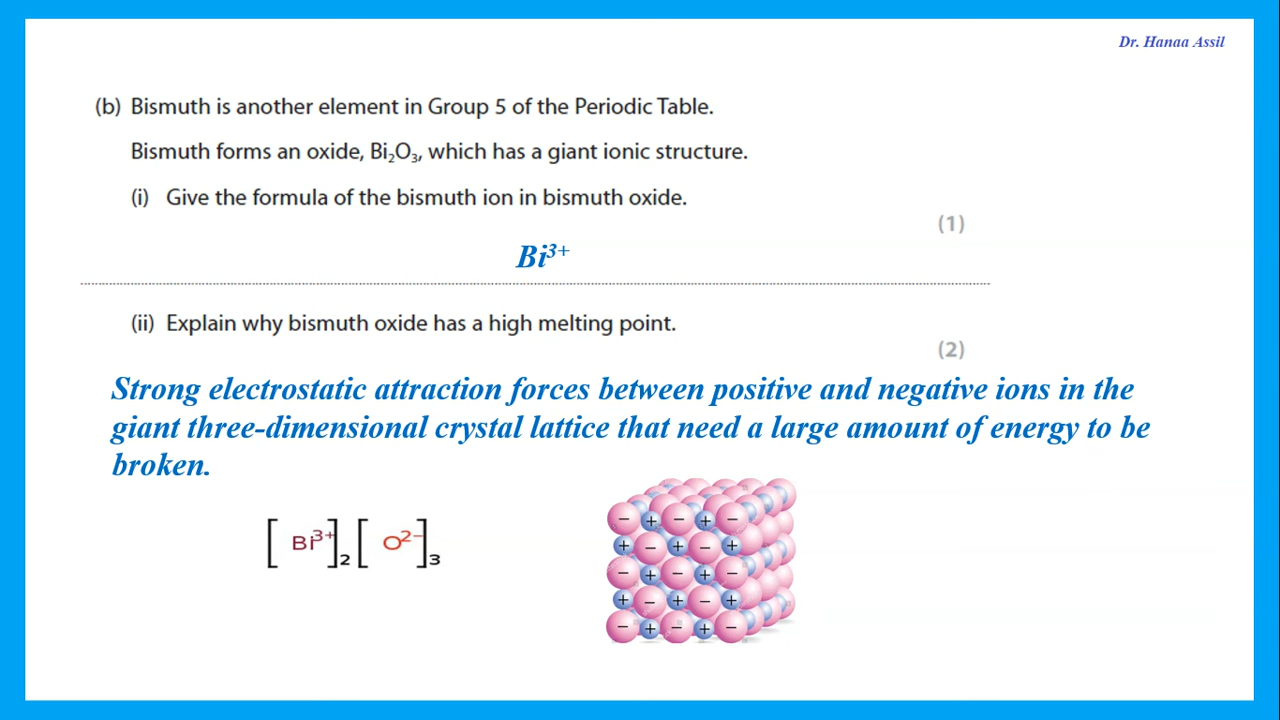 Dr. Hanaa Assil
(b) Bismuth is another element in Group 5 of the Periodic Table.
Bismuth forms an oxide, Bi₂O₃, which has a giant ionic structure.
(i) Give the formula of the bismuth ion in bismuth oxide.
(1)
Bi³⁺
(ii) Explain why bismuth oxide has a high melting point.
(2)
Strong electrostatic attraction forces between positive and negative ions in the
giant three-dimensional crystal lattice that need a large amount of energy to be
broken.
[ Bi³⁺ ]₂ [ O²⁻ ]₃
− + − + −
+ − + − +
− + − + −
+ − + − +
− + − + −